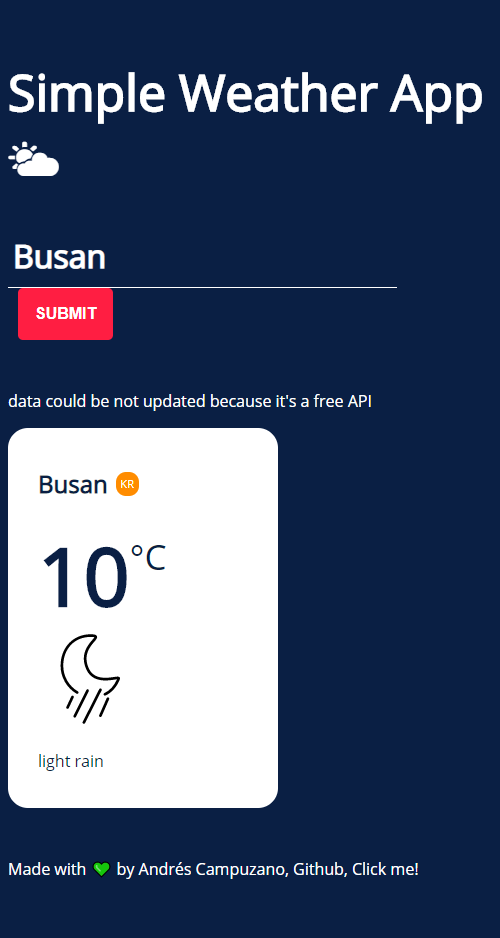 Simple Weather App
Busan
SUBMIT
data could be not updated because it's a free API
Busan KR
10°C
light rain
Made with 💚 by Andrés Campuzano, Github, Click me!